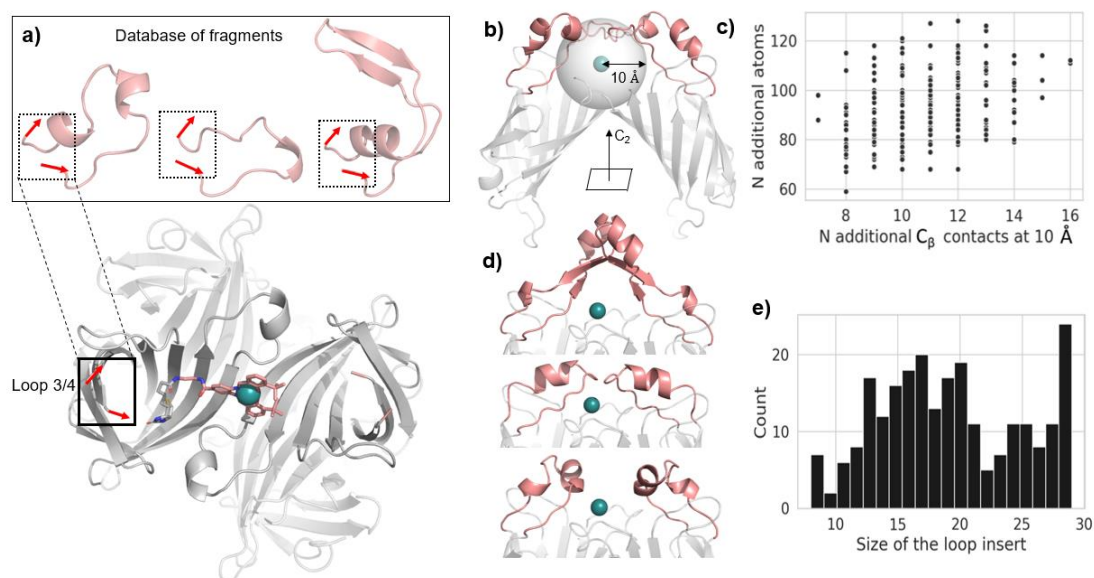 a)
Database of fragments
Loop 3/4
b)
10 Å
C₂
c)
N additional atoms
120
100
80
60
8
10
12
14
16
N additional Cβ contacts at 10 Å
d)
e)
Count
20
10
0
10
15
20
25
30
Size of the loop insert